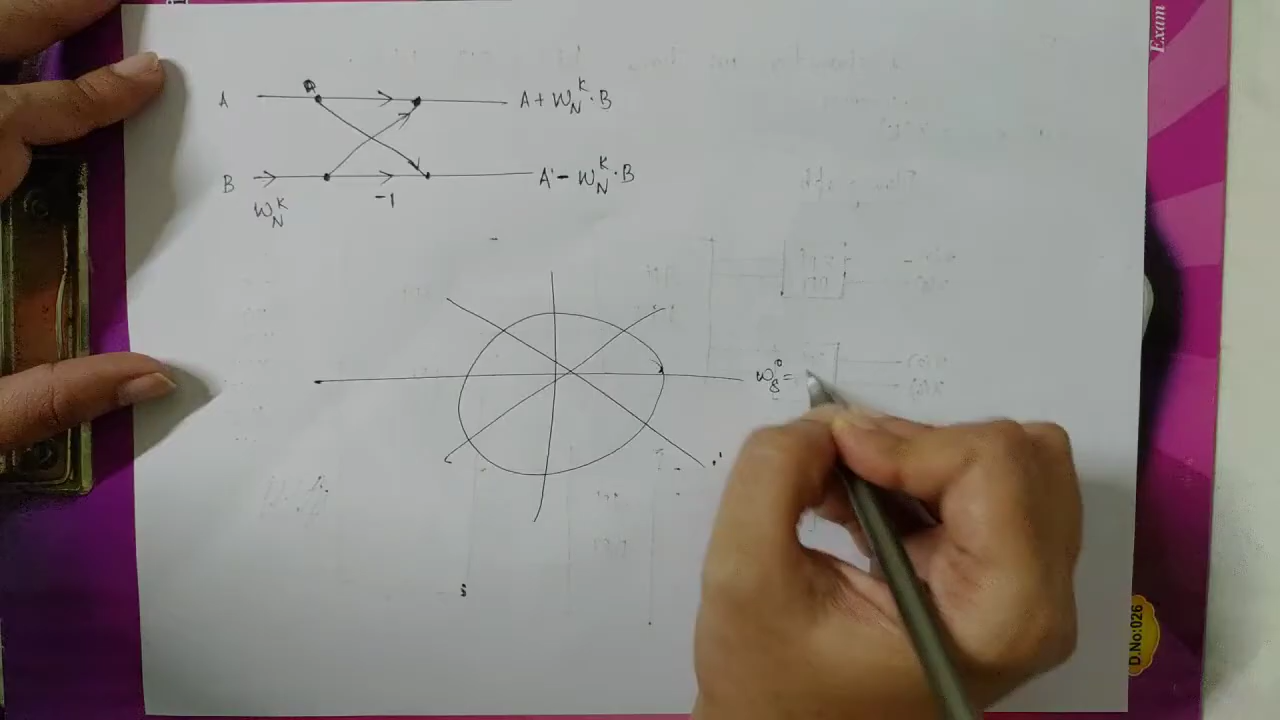 Exam
A
A + W_N^K · B
B
W_N^K
-1
A - W_N^K · B
W_8^0 =
D.No:026